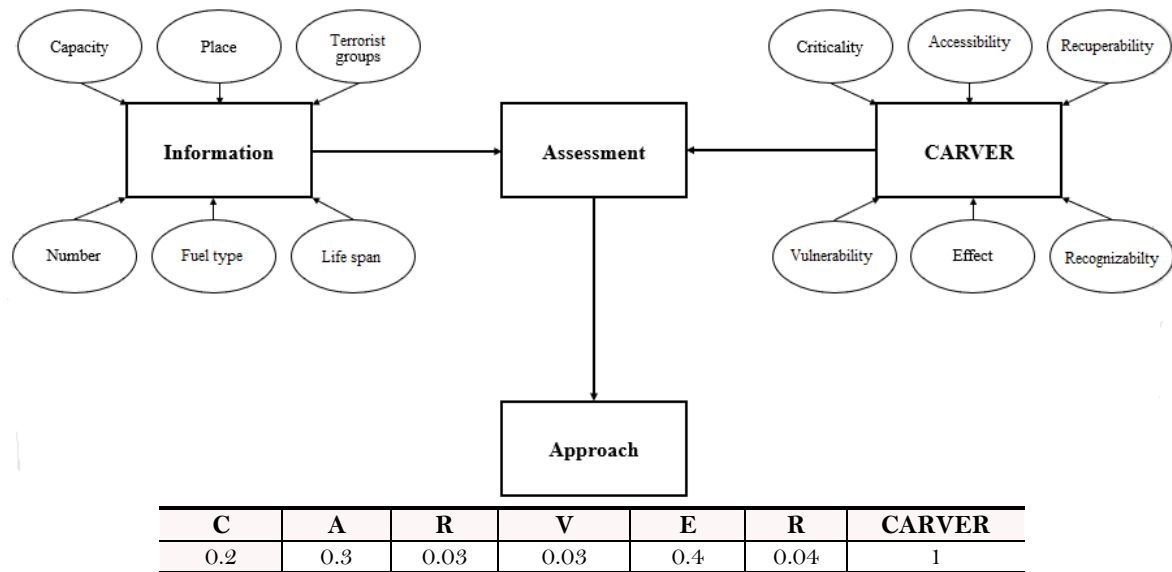 Capacity
Place
Terrorist
groups
Criticality
Accessibility
Recuperability
Information
Assessment
CARVER
Number
Fuel type
Life span
Vulnerability
Effect
Recognizabilty
Approach
C A R V E R CARVER
0.2 0.3 0.03 0.03 0.4 0.04 1